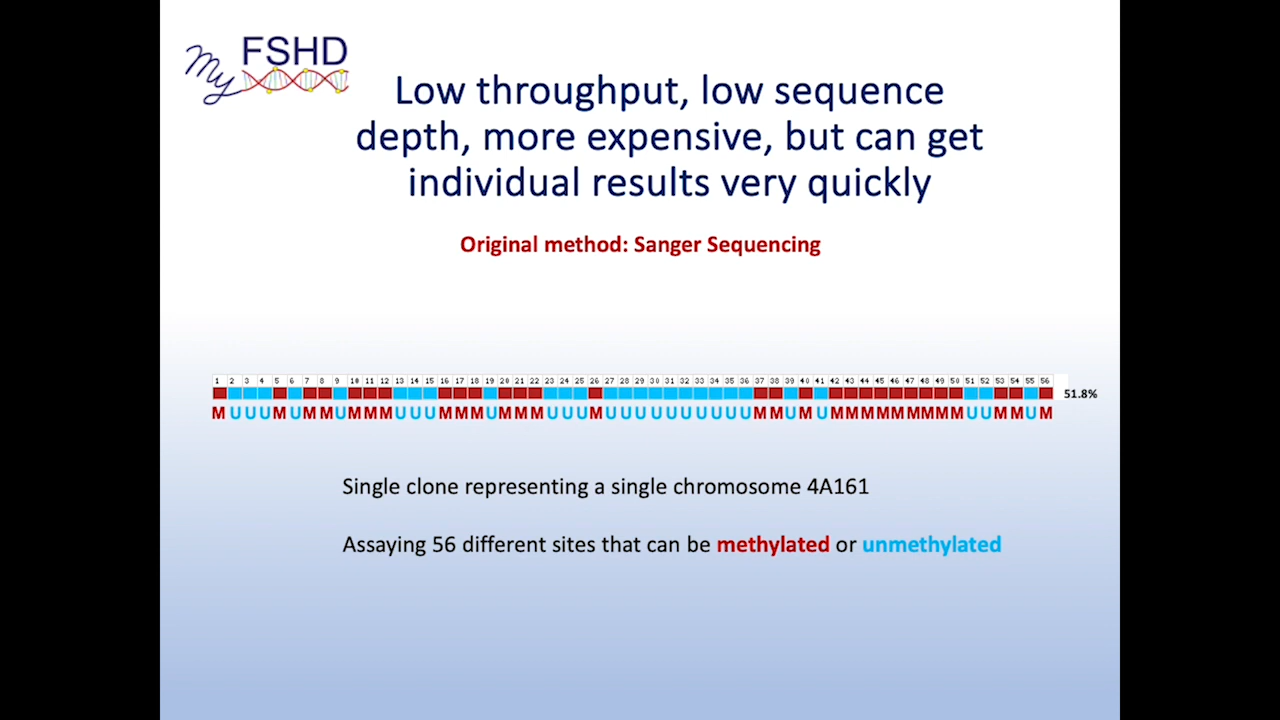 My FSHD
Low throughput, low sequence
depth, more expensive, but can get
individual results very quickly
Original method: Sanger Sequencing
1 2 3 4 5 6 7 8 9 10 11 12 13 14 15 16 17 18 19 20 21 22 23 24 25 26 27 28 29 30 31 32 33 34 35 36 37 38 39 40 41 42 43 44 45 46 47 48 49 50 51 52 53 54 55 56
51.8%
M U U U M U M M U M M M U U U M M M U M M M U U U M U U U U U U U U U U M M U M U M M M M M M M M M U U M M U M
Single clone representing a single chromosome 4A161
Assaying 56 different sites that can be methylated or unmethylated